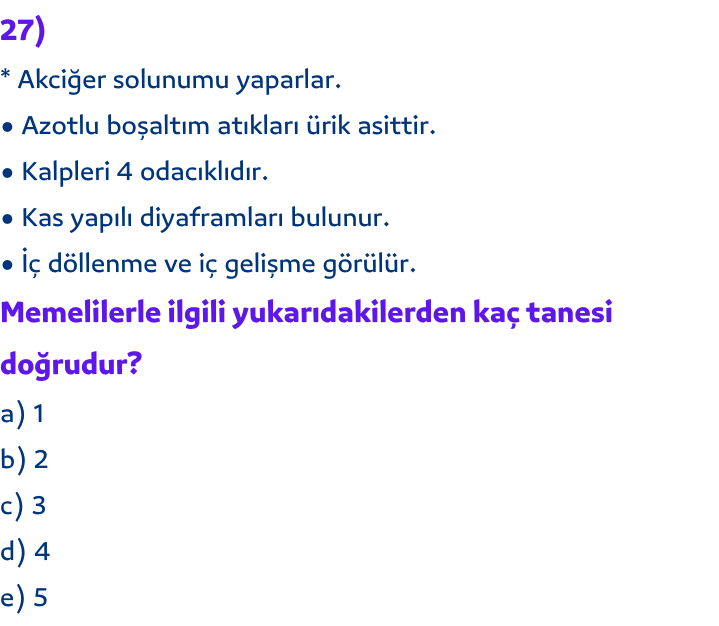 27)
* Akciğer solunumu yaparlar.
• Azotlu boşaltım atıkları ürik asittir.
• Kalpleri 4 odacıklıdır.
• Kas yapılı diyaframları bulunur.
• İç döllenme ve iç gelişme görülür.
Memelilerle ilgili yukarıdakilerden kaç tanesi
doğrudur?
a) 1
b) 2
c) 3
d) 4
e) 5